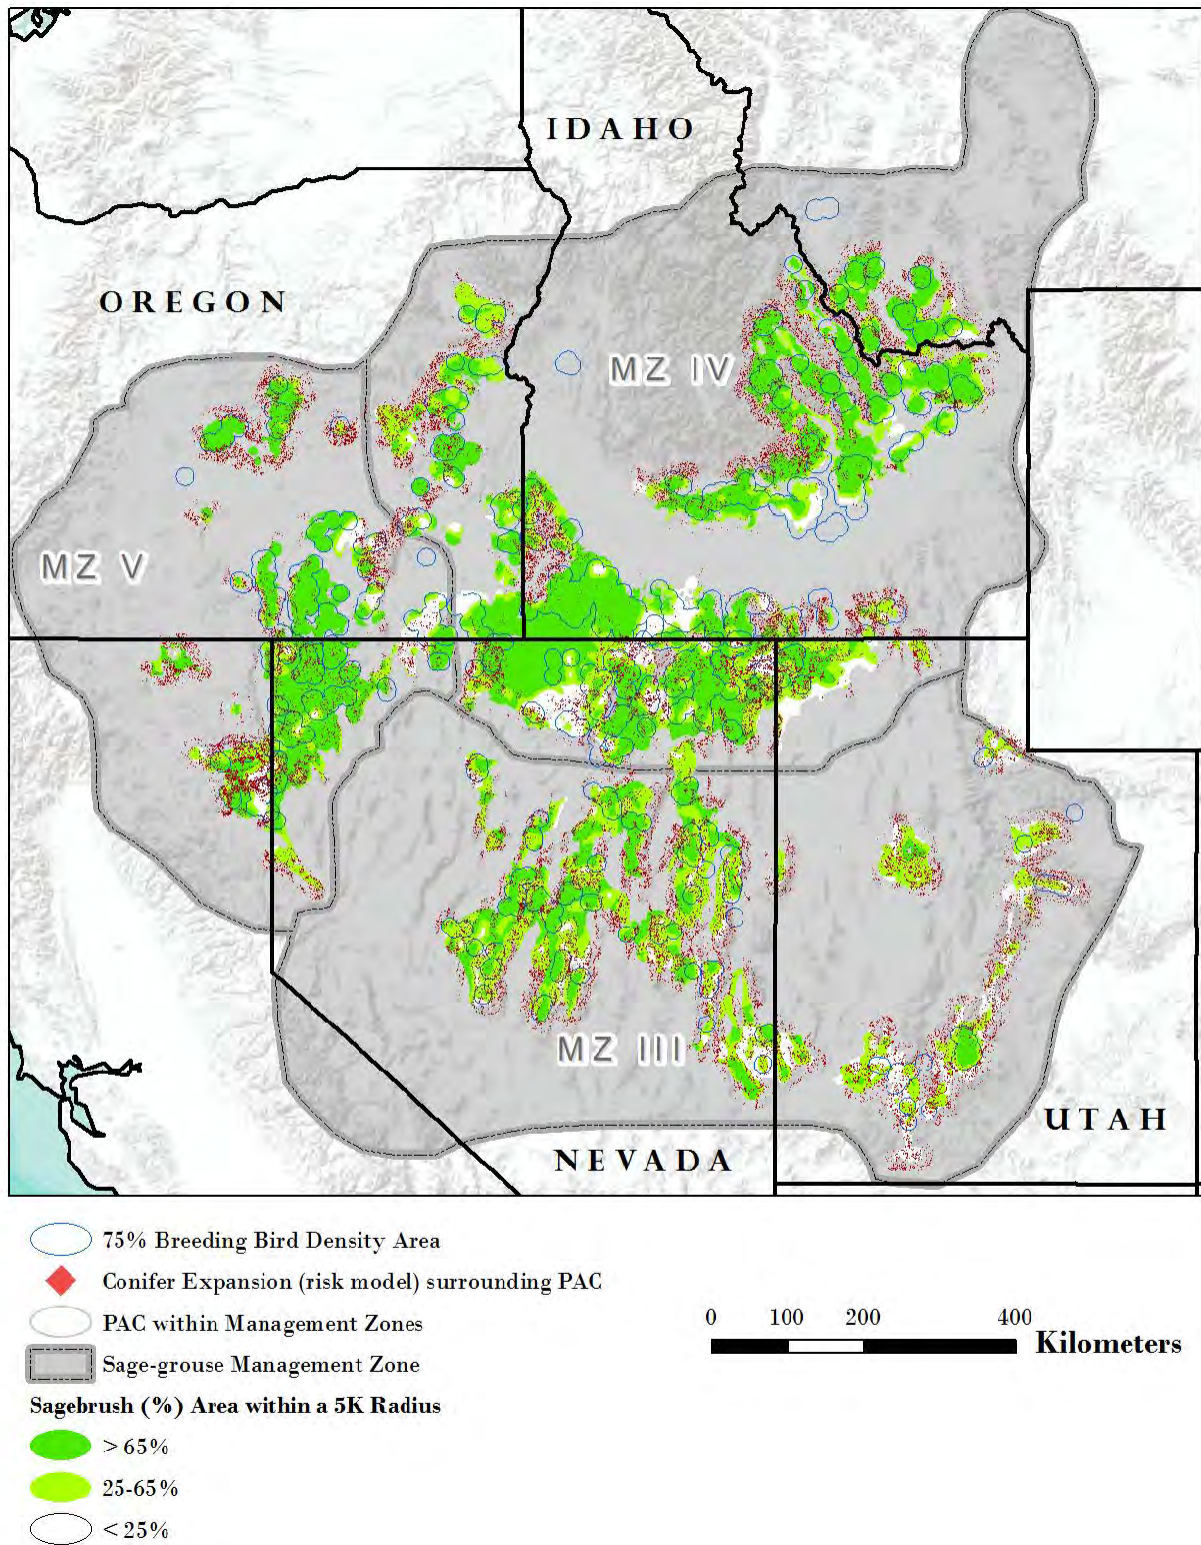 IDAHO
OREGON
MZ IV
MZ V
MZ III
UTAH
NEVADA
75% Breeding Bird Density Area
Conifer Expansion (risk model) surrounding PAC
PAC within Management Zones
Sage-grouse Management Zone
Sagebrush (%) Area within a 5K Radius
>65%
25-65%
<25%
0 100 200 400
Kilometers